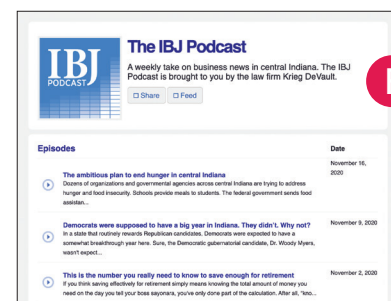 IBJ
PODCAST
The IBJ Podcast
A weekly take on business news in central Indiana. The IBJ
Podcast is brought to you by the law firm Krieg DeVault.
Share
Feed
Episodes
Date
The ambitious plan to end hunger in central Indiana
Dozens of organizations and governmental agencies across central Indiana are trying to address
hunger and food insecurity. Schools provide meals to students. The federal government sends food
assistan...
November 16,
2020
Democrats were supposed to have a big year in Indiana. They didn't. Why not?
In a state that routinely rewards Republican candidates, Democrats were expected to have a
somewhat breakthrough year here. Sure, the Democratic gubernatorial candidate, Dr. Woody Myers,
wasn't expect...
November 9, 2020
This is the number you really need to know to save enough for retirement
If you think saving effectively for retirement simply means knowing the total amount of money you
need on the day you tell your boss sayonara, you've only done part of the calculation. After all, "kno...
November 2, 2020